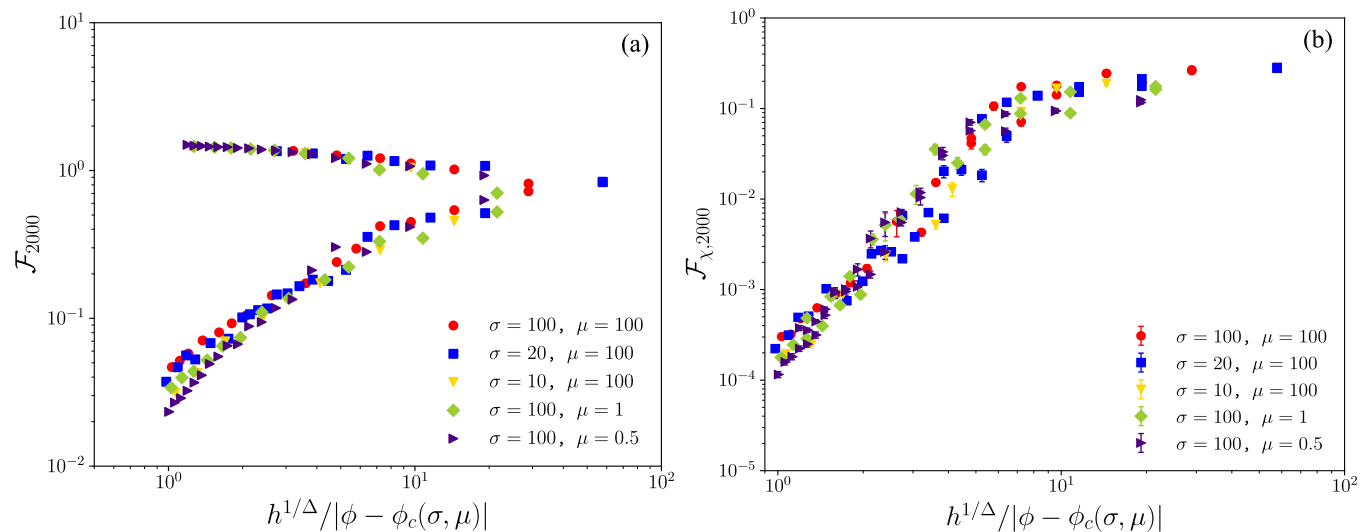 (a)
10^1
10^0
10^{-1}
10^{-2}
\mathcal{F}_{2000}
σ = 100, μ = 100
σ = 20, μ = 100
σ = 10, μ = 100
σ = 100, μ = 1
σ = 100, μ = 0.5
10^0 10^1 10^2
h^{1/Δ}/|ϕ − ϕ_c(σ, μ)|
(b)
10^0
10^{-1}
10^{-2}
10^{-3}
10^{-4}
10^{-5}
\mathcal{F}_{χ,2000}
σ = 100, μ = 100
σ = 20, μ = 100
σ = 10, μ = 100
σ = 100, μ = 1
σ = 100, μ = 0.5
10^0 10^1 10^2
h^{1/Δ}/|ϕ − ϕ_c(σ, μ)|